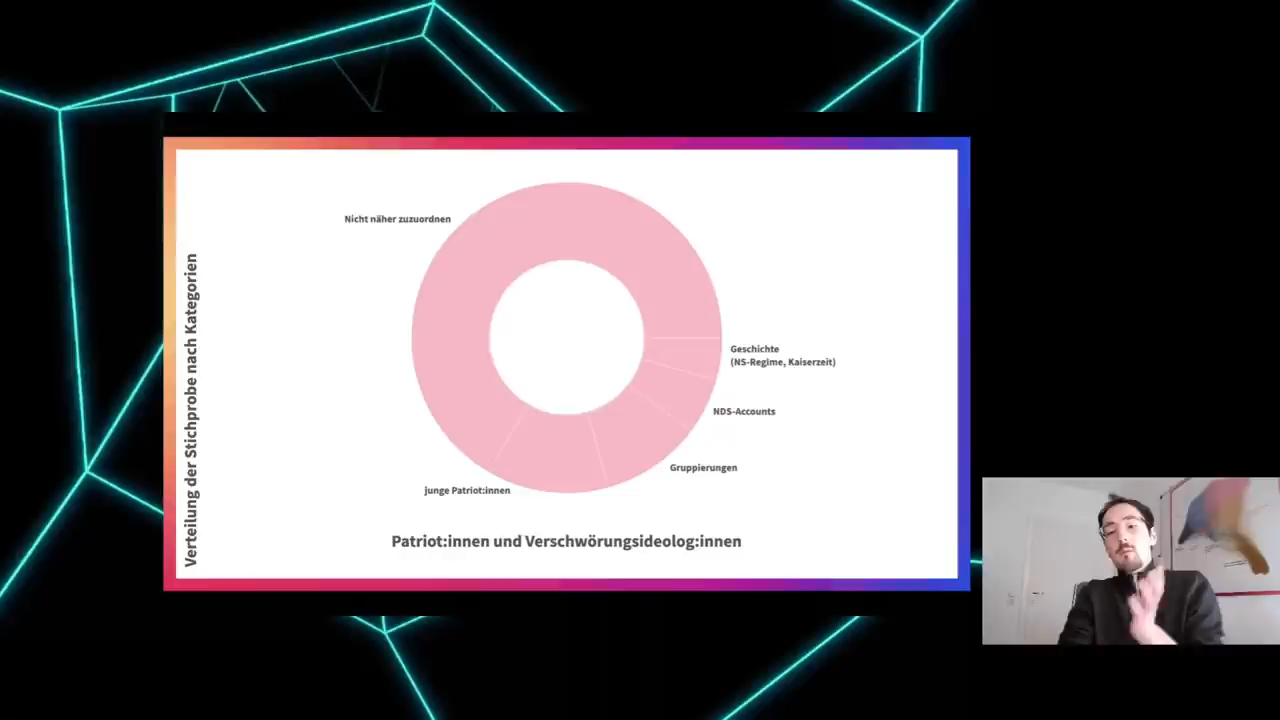 Verteilung der Stichprobe nach Kategorien
Nicht näher zuzuordnen
Geschichte
(NS-Regime, Kaiserzeit)
NDS-Accounts
Gruppierungen
junge Patriot:innen
Patriot:innen und Verschwörungsideolog:innen